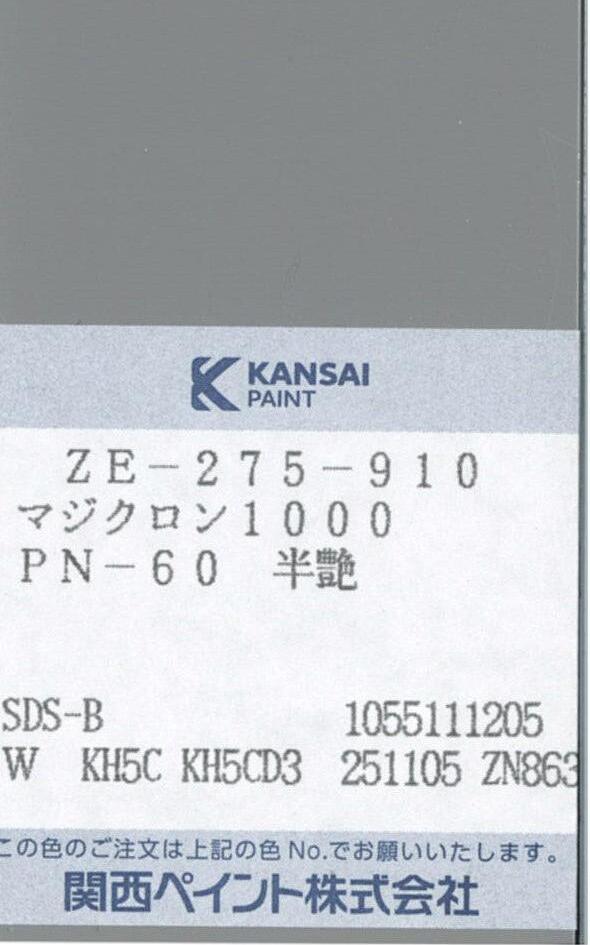 KANSAI
PAINT
ZE-275-910
マジクロン1000
PN-60 半艶
SDS-B 1055111205
W KH5C KH5CD3 251105 ZN863
この色のご注文は上記の色 No.でお願いいたします。
関西ペイント株式会社